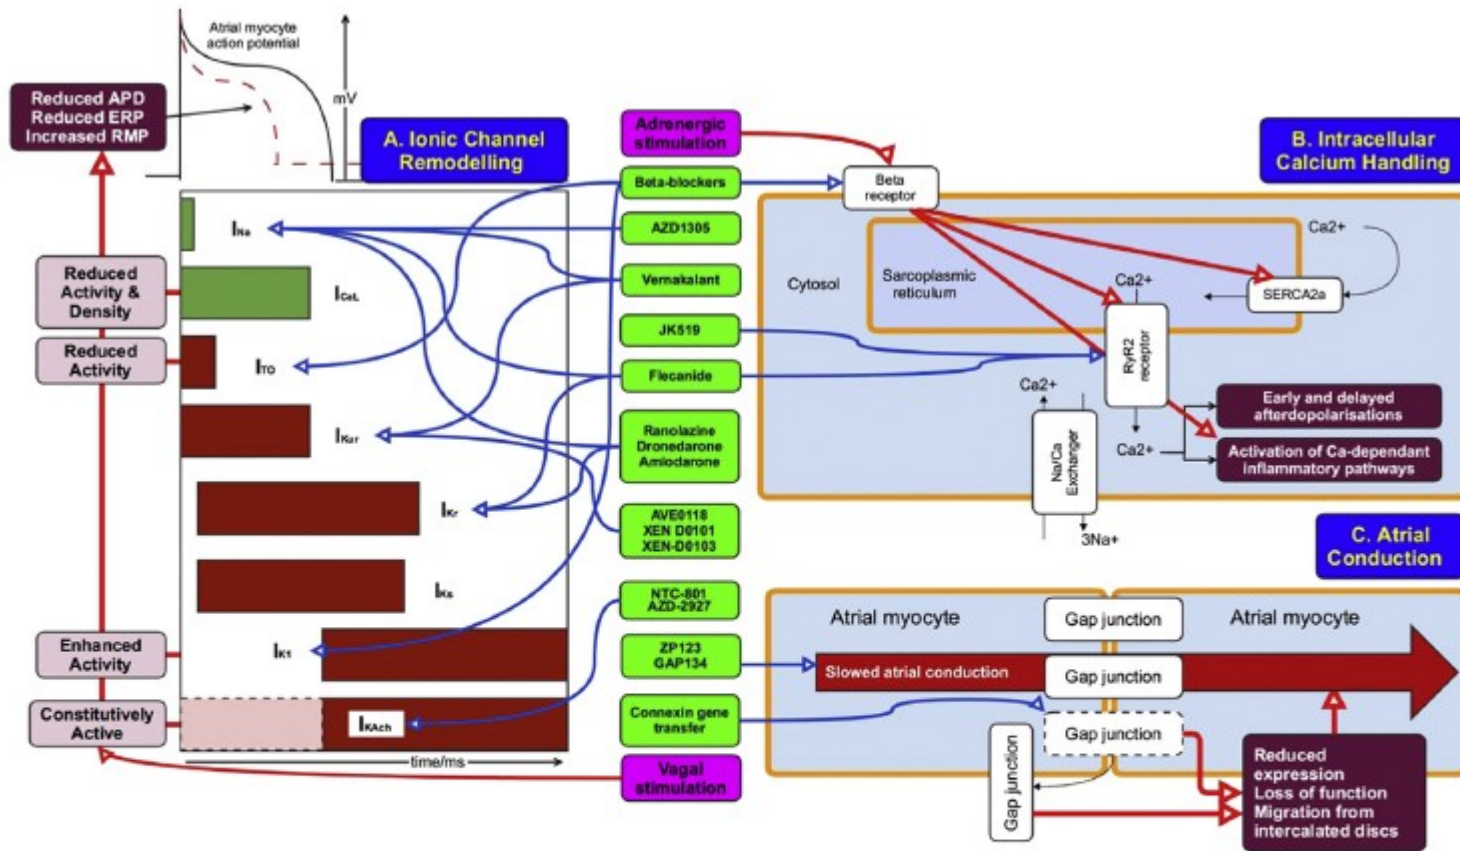 Atrial myocyte
action potential
mV
Reduced APD
Reduced ERP
Increased RMP
A. Ionic Channel
Remodelling
Reduced
Activity &
Density
Reduced
Activity
Enhanced
Activity
Constitutively
Active
INa
ICaL
ITO
IKur
IKr
IKs
IK1
IKAch
time/ms
Adrenergic
stimulation
Beta-blockers
AZD1305
Vernakalant
JK519
Flecanide
Ranolazine
Dronedarone
Amiodarone
AVE0118
XEN D0101
XEN-D0103
NTC-801
AZD-2927
ZP123
GAP134
Connexin gene
transfer
Vagal
stimulation
B. Intracellular
Calcium Handling
Beta
receptor
Cytosol
Sarcoplasmic
reticulum
Ca2+
Ca2+
SERCA2a
RyR2
receptor
Ca2+
Na/Ca
Exchanger
3Na+
Ca2+
Early and delayed
afterdopolarisations
Activation of Ca-dependant
inflammatory pathways
C. Atrial
Conduction
Atrial myocyte
Gap junction
Atrial myocyte
Slowed atrial conduction
Gap junction
Gap junction
Gap junction
Reduced
expression
Loss of function
Migration from
intercalated discs